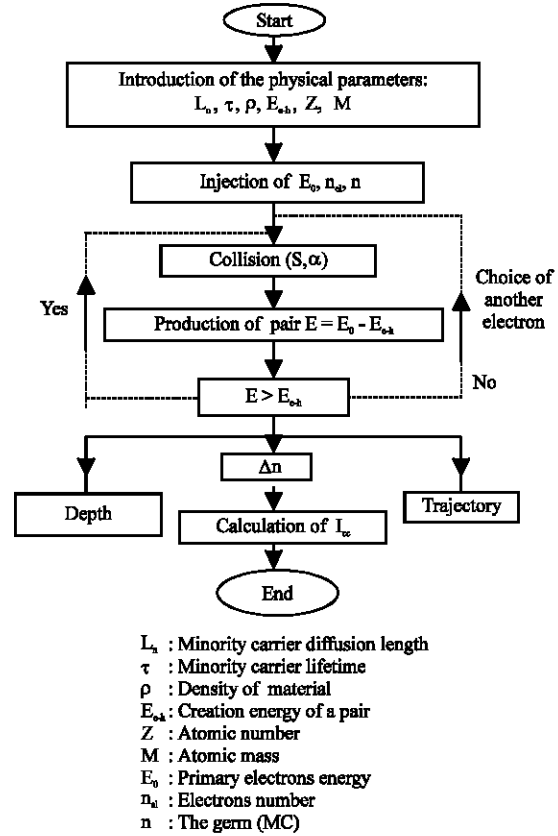 Start
Introduction of the physical parameters:
Lₙ, τ, ρ, Eₑ₋ₕ, Z, M
Injection of E₀, nₑₗ, n
Collision (S,α)
Yes
Choice of
another
electron
Production of pair E = E₀ - Eₑ₋ₕ
No
E > Eₑ₋ₕ
Δn
Depth
Trajectory
Calculation of I_cc
End
Lₙ : Minority carrier diffusion length
τ : Minority carrier lifetime
ρ : Density of material
Eₑ₋ₕ : Creation energy of a pair
Z : Atomic number
M : Atomic mass
E₀ : Primary electrons energy
nₑₗ : Electrons number
n : The germ (MC)